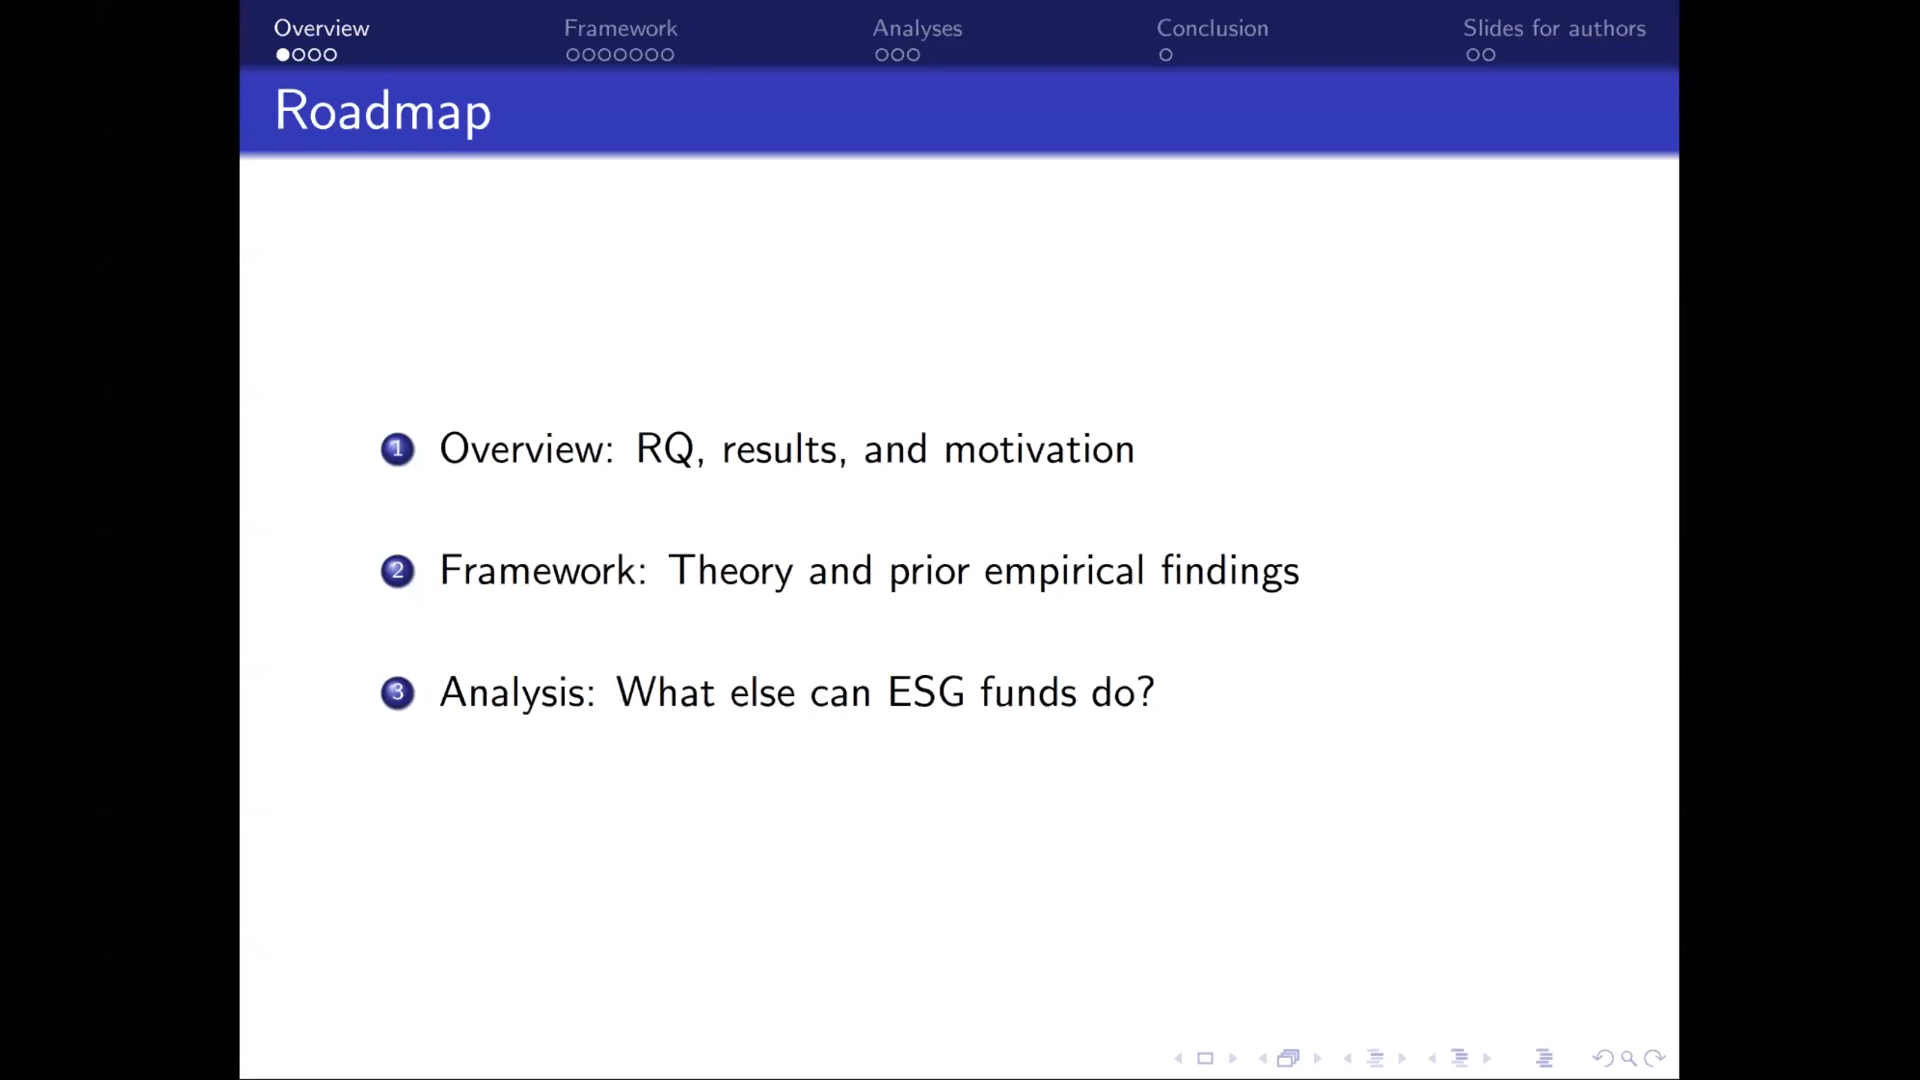 Overview Framework Analyses Conclusion Slides for authors
Roadmap
1 Overview: RQ, results, and motivation
2 Framework: Theory and prior empirical findings
3 Analysis: What else can ESG funds do?